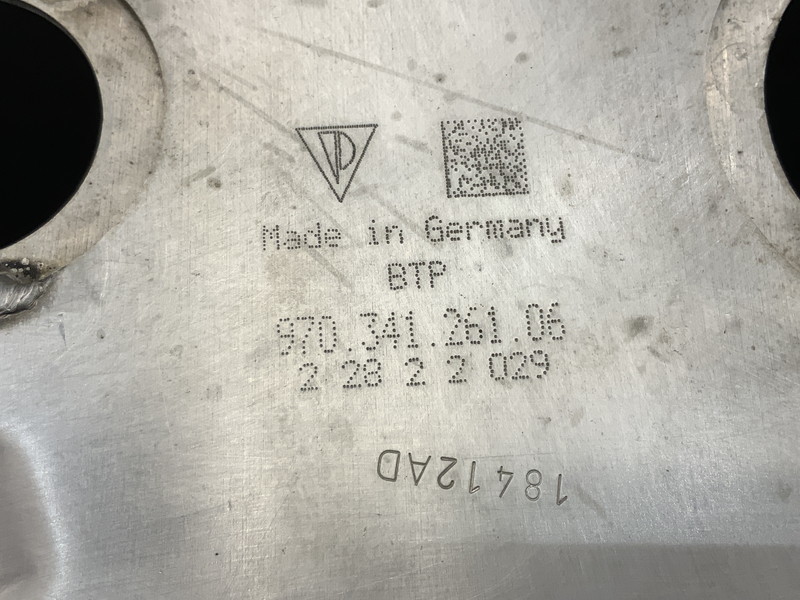 Made in Germany
BTP
970.341.261.06
2 28 2 2 029
18412AD